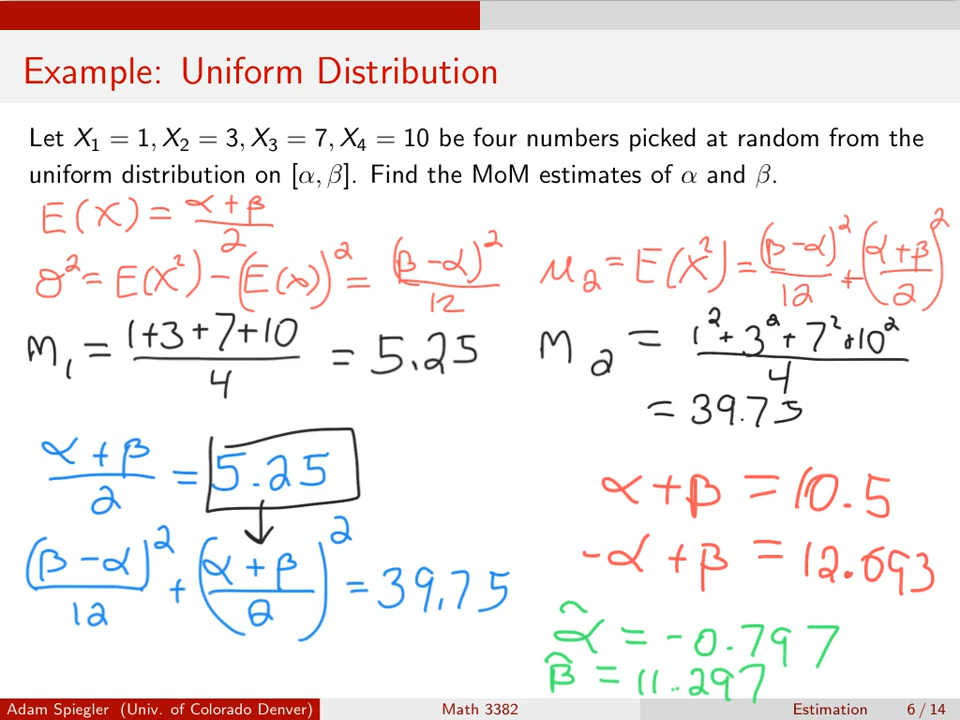 Example: Uniform Distribution
Let X₁ = 1, X₂ = 3, X₃ = 7, X₄ = 10 be four numbers picked at random from the
uniform distribution on [α, β]. Find the MoM estimates of α and β.
E(X) = (α + β)/2
σ² = E(X²) − (E(X))² = (β − α)²/12
μ₂ = E(X²) = (β − α)²/12 + ((α + β)/2)²
m₁ = (1+3+7+10)/4 = 5.25
m₂ = (1² + 3² + 7² + 10²)/4
= 39.75
(α + β)/2 = 5.25
↓
(β − α)²/12 + ((α + β)/2)² = 39.75
α + β = 10.5
−α + β = 12.093
α̂ = −0.797
β̂ = 11.297
Adam Spiegler (Univ. of Colorado Denver) Math 3382 Estimation 6 / 14